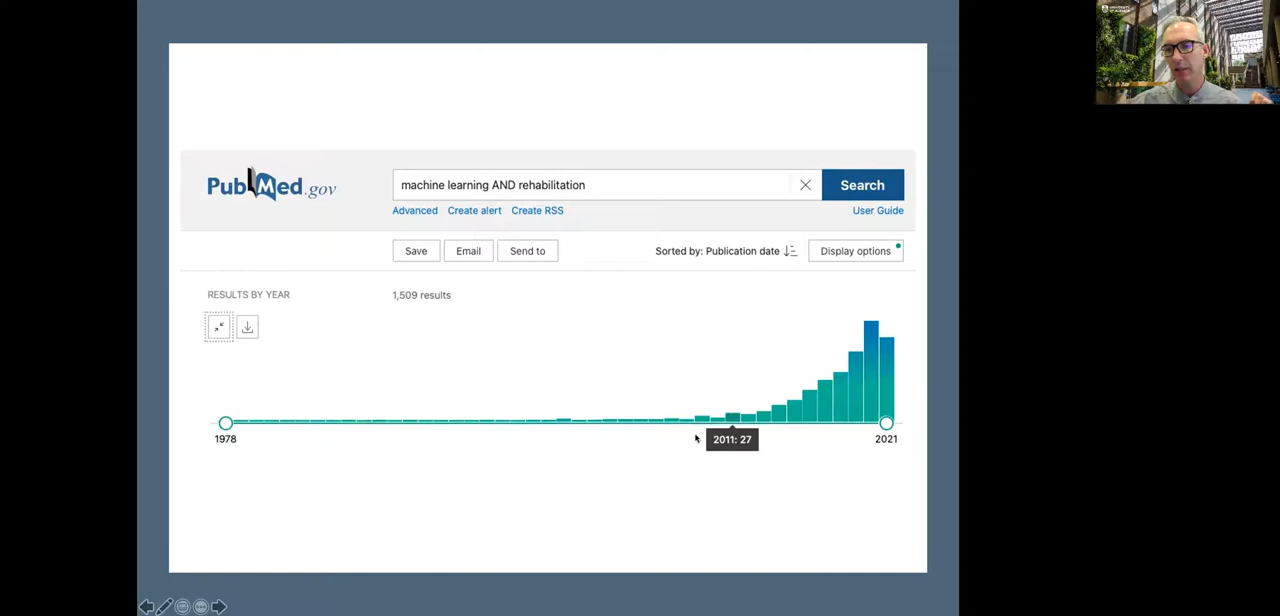 PubMed.gov
machine learning AND rehabilitation
Search
Advanced
Create alert
Create RSS
User Guide
Save
Email
Send to
Sorted by: Publication date
Display options
RESULTS BY YEAR
1,509 results
1978
2011: 27
2021